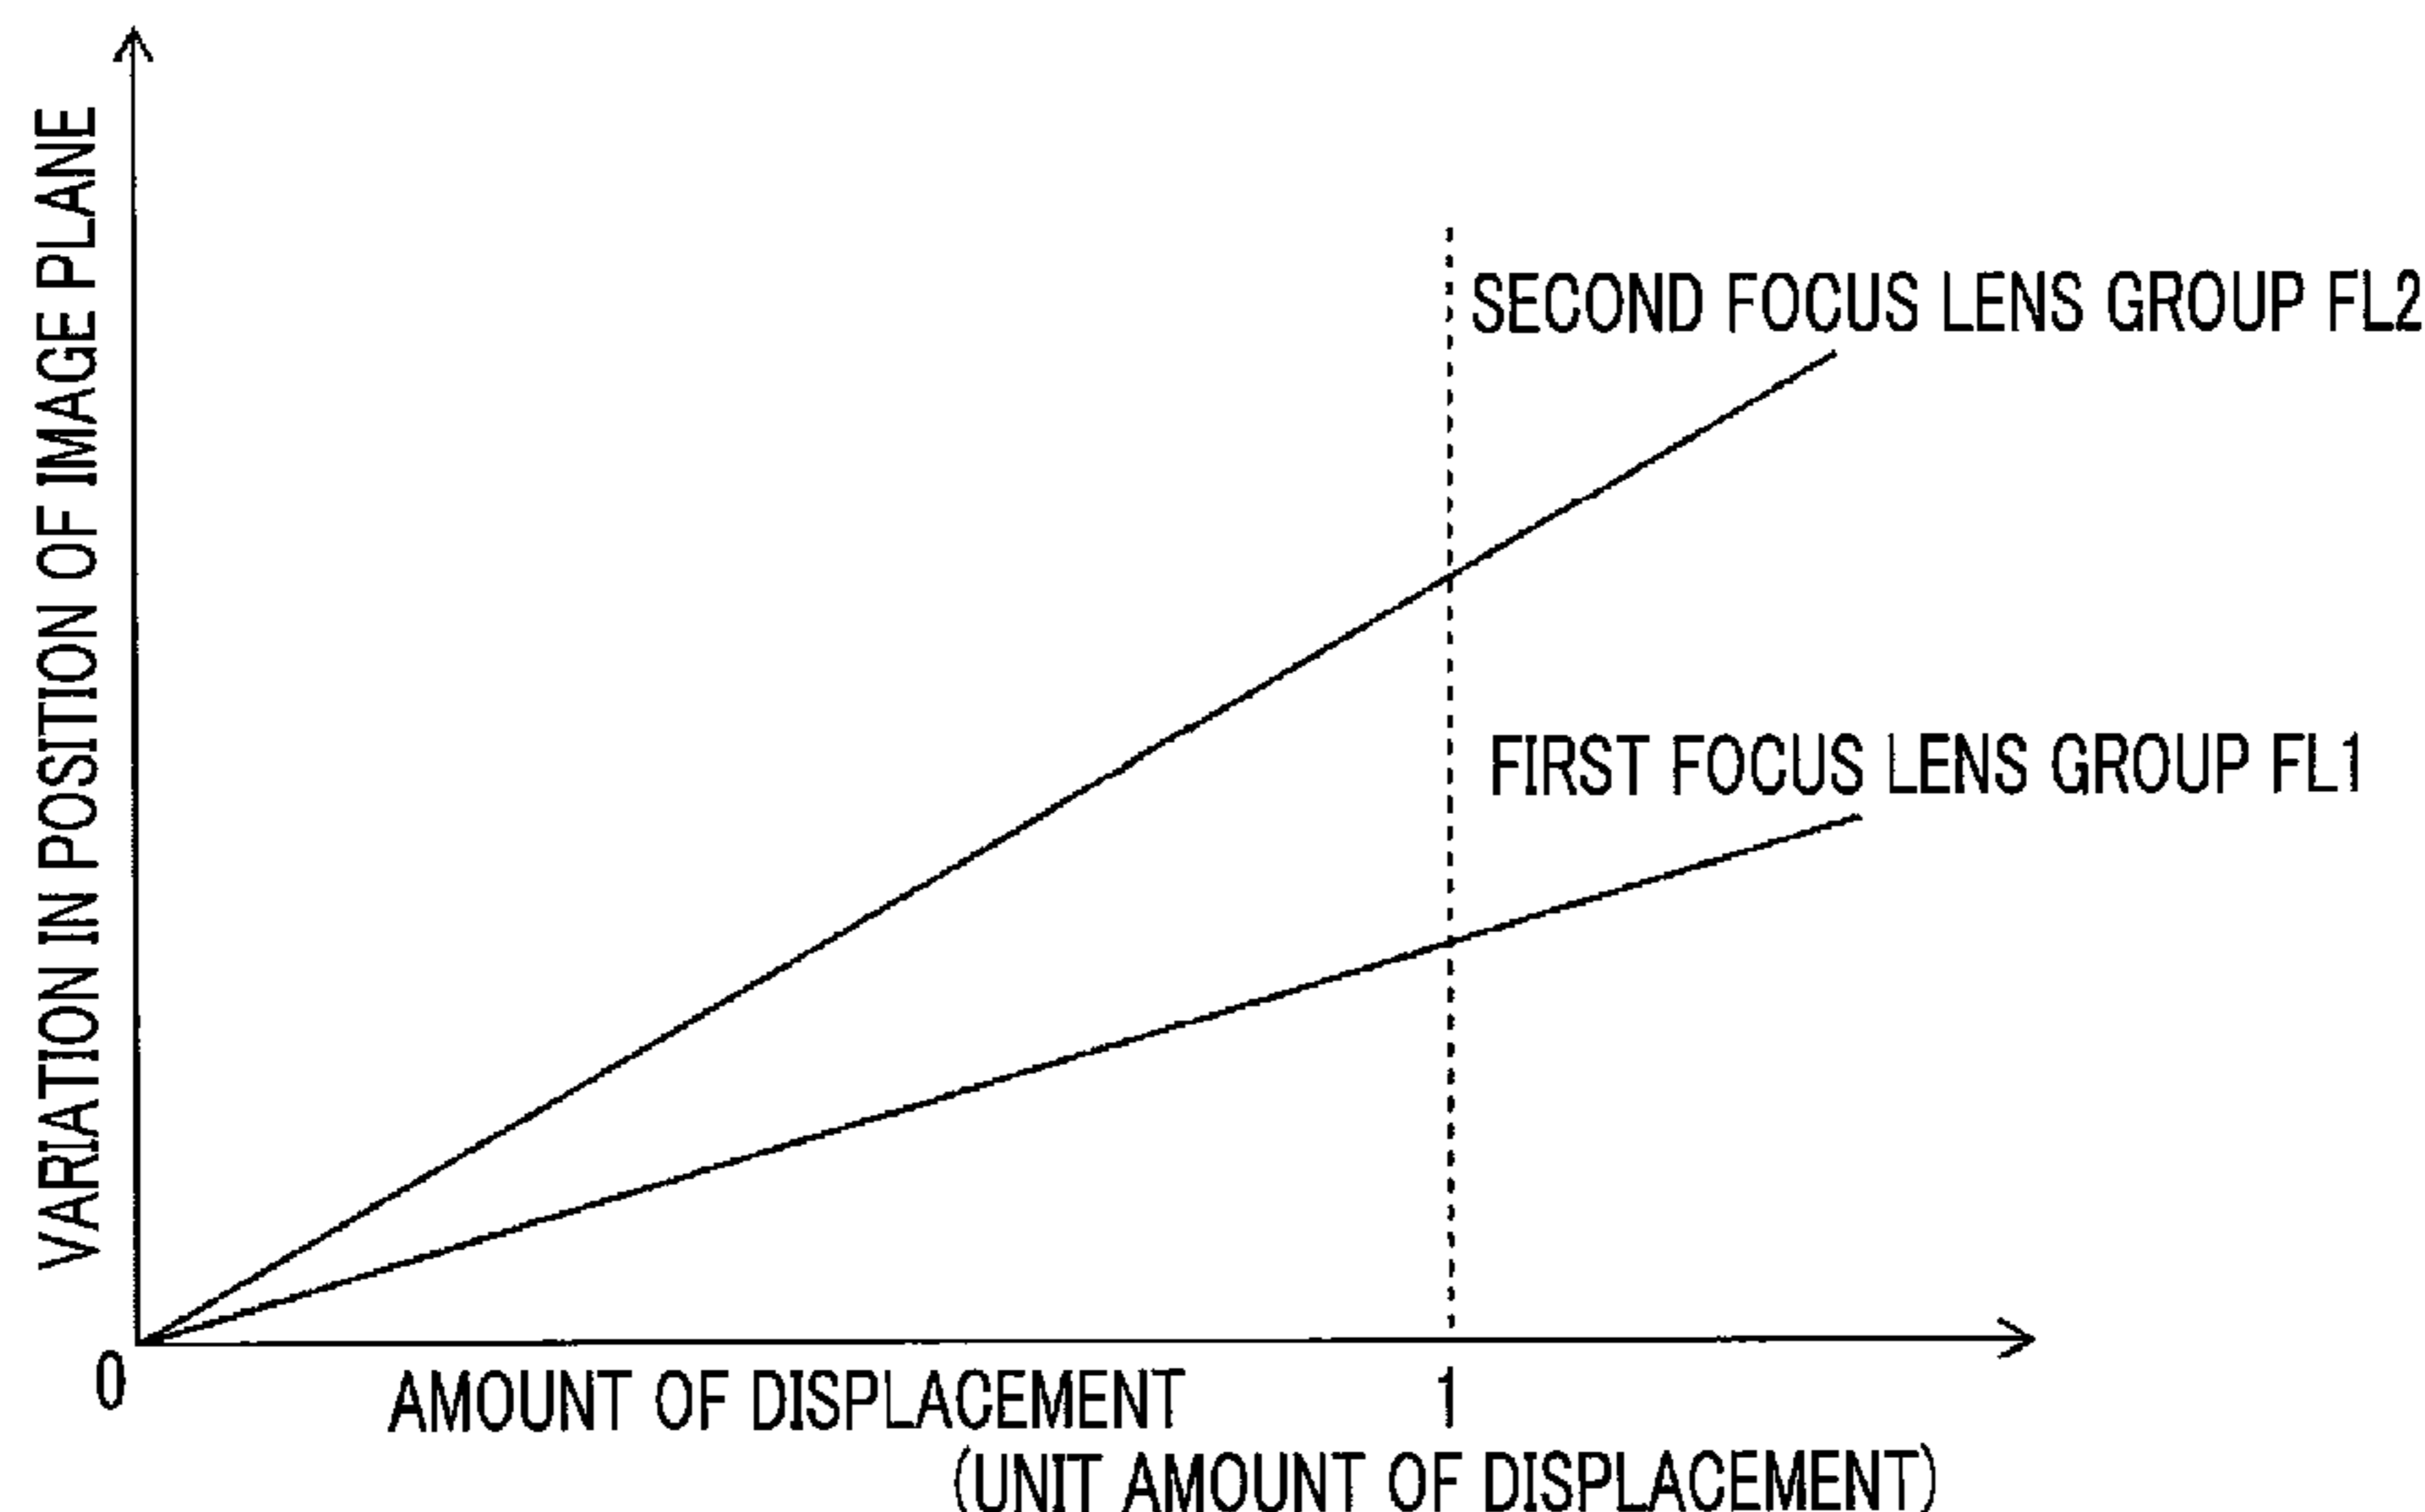 VARIATION IN POSITION OF IMAGE PLANE
SECOND FOCUS LENS GROUP FL2
FIRST FOCUS LENS GROUP FL1
0
AMOUNT OF DISPLACEMENT
1
(UNIT AMOUNT OF DISPLACEMENT)